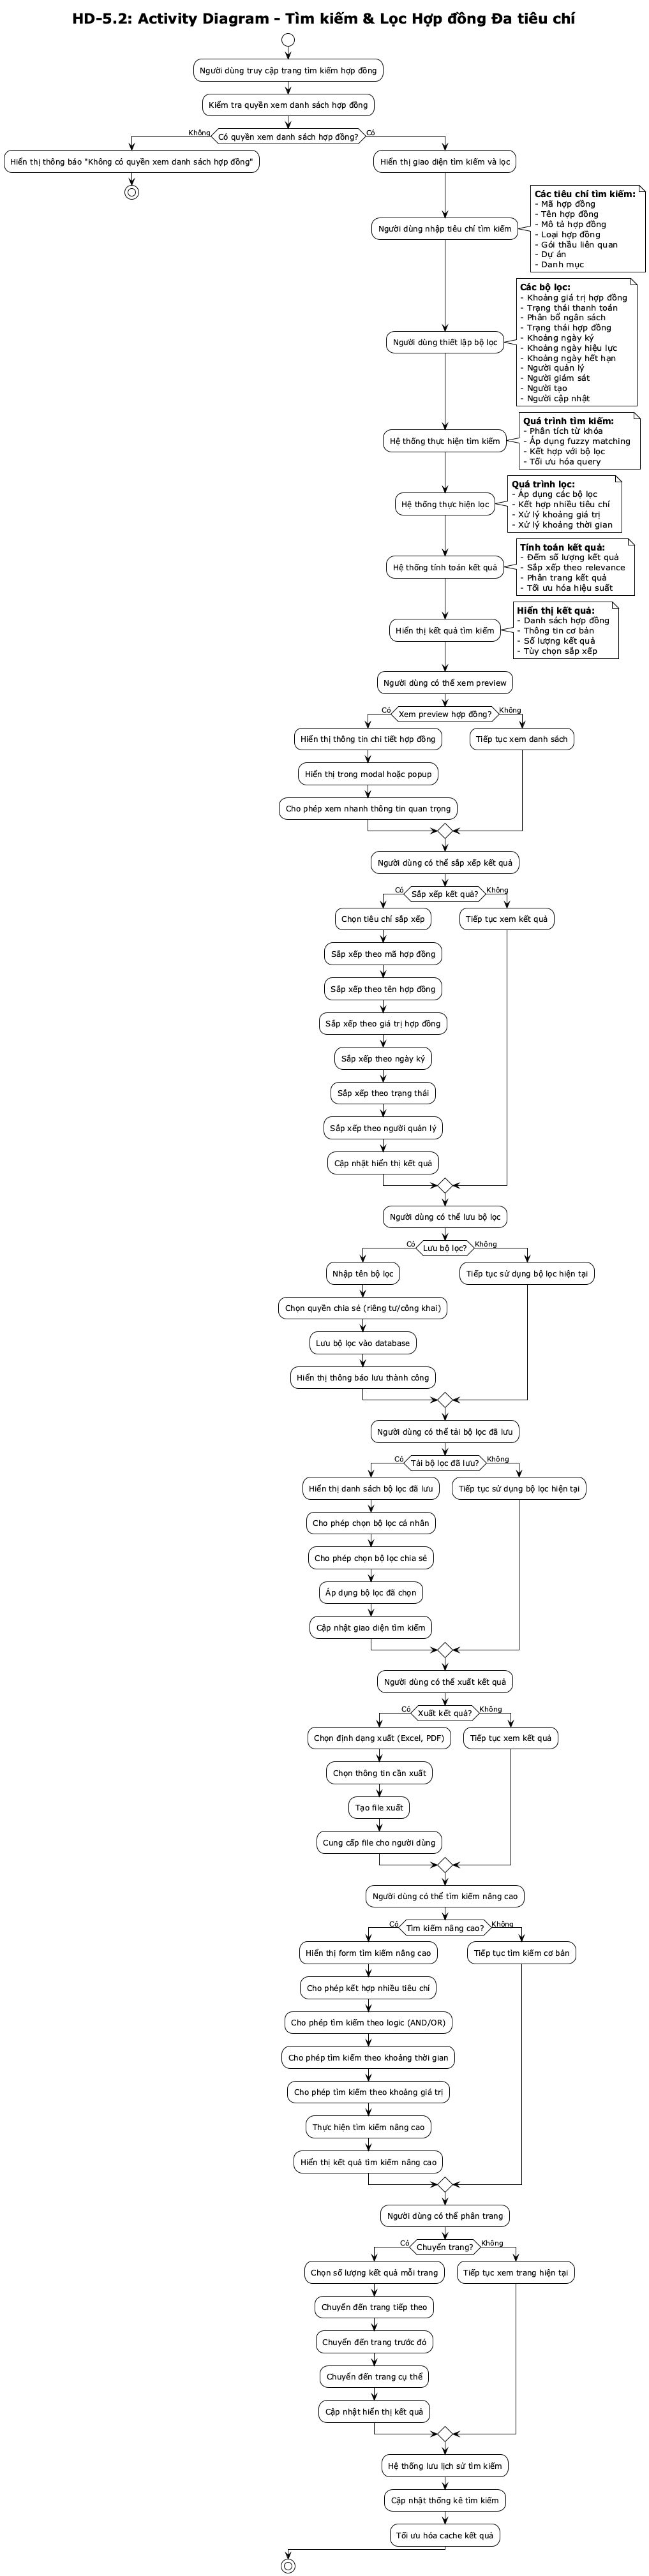 HD-5.2: Activity Diagram - Tìm kiếm & Lọc Hợp đồng Đa tiêu chí
Người dùng truy cập trang tìm kiếm hợp đồng
Kiểm tra quyền xem danh sách hợp đồng
Không
Có quyền xem danh sách hợp đồng?
Có
Hiển thị thông báo "Không có quyền xem danh sách hợp đồng"
Hiển thị giao diện tìm kiếm và lọc
Người dùng nhập tiêu chí tìm kiếm
Các tiêu chí tìm kiếm:
- Mã hợp đồng
- Tên hợp đồng
- Mô tả hợp đồng
- Loại hợp đồng
- Gói thầu liên quan
- Dự án
- Danh mục
Người dùng thiết lập bộ lọc
Các bộ lọc:
- Khoảng giá trị hợp đồng
- Trạng thái thanh toán
- Phân bổ ngân sách
- Trạng thái hợp đồng
- Khoảng ngày ký
- Khoảng ngày hiệu lực
- Khoảng ngày hết hạn
- Người quản lý
- Người giám sát
- Người tạo
- Người cập nhật
Hệ thống thực hiện tìm kiếm
Quá trình tìm kiếm:
- Phân tích từ khóa
- Áp dụng fuzzy matching
- Kết hợp với bộ lọc
- Tối ưu hóa query
Hệ thống thực hiện lọc
Quá trình lọc:
- Áp dụng các bộ lọc
- Kết hợp nhiều tiêu chí
- Xử lý khoảng giá trị
- Xử lý khoảng thời gian
Hệ thống tính toán kết quả
Tính toán kết quả:
- Đếm số lượng kết quả
- Sắp xếp theo relevance
- Phân trang kết quả
- Tối ưu hóa hiệu suất
Hiển thị kết quả tìm kiếm
Hiển thị kết quả:
- Danh sách hợp đồng
- Thông tin cơ bản
- Số lượng kết quả
- Tùy chọn sắp xếp
Người dùng có thể xem preview
Có
Xem preview hợp đồng?
Không
Hiển thị thông tin chi tiết hợp đồng
Tiếp tục xem danh sách
Hiển thị trong modal hoặc popup
Cho phép xem nhanh thông tin quan trọng
Người dùng có thể sắp xếp kết quả
Có
Sắp xếp kết quả?
Không
Chọn tiêu chí sắp xếp
Tiếp tục xem kết quả
Sắp xếp theo mã hợp đồng
Sắp xếp theo tên hợp đồng
Sắp xếp theo giá trị hợp đồng
Sắp xếp theo ngày ký
Sắp xếp theo trạng thái
Sắp xếp theo người quản lý
Cập nhật hiển thị kết quả
Người dùng có thể lưu bộ lọc
Có
Lưu bộ lọc?
Không
Nhập tên bộ lọc
Tiếp tục sử dụng bộ lọc hiện tại
Chọn quyền chia sẻ (riêng tư/công khai)
Lưu bộ lọc vào database
Hiển thị thông báo lưu thành công
Người dùng có thể tải bộ lọc đã lưu
Có
Tải bộ lọc đã lưu?
Không
Hiển thị danh sách bộ lọc đã lưu
Tiếp tục sử dụng bộ lọc hiện tại
Cho phép chọn bộ lọc cá nhân
Cho phép chọn bộ lọc chia sẻ
Áp dụng bộ lọc đã chọn
Cập nhật giao diện tìm kiếm
Người dùng có thể xuất kết quả
Có
Xuất kết quả?
Không
Chọn định dạng xuất (Excel, PDF)
Tiếp tục xem kết quả
Chọn thông tin cần xuất
Tạo file xuất
Cung cấp file cho người dùng
Người dùng có thể tìm kiếm nâng cao
Có
Tìm kiếm nâng cao?
Không
Hiển thị form tìm kiếm nâng cao
Tiếp tục tìm kiếm cơ bản
Cho phép kết hợp nhiều tiêu chí
Cho phép tìm kiếm theo logic (AND/OR)
Cho phép tìm kiếm theo khoảng thời gian
Cho phép tìm kiếm theo khoảng giá trị
Thực hiện tìm kiếm nâng cao
Hiển thị kết quả tìm kiếm nâng cao
Người dùng có thể phân trang
Có
Chuyển trang?
Không
Chọn số lượng kết quả mỗi trang
Tiếp tục xem trang hiện tại
Chuyển đến trang tiếp theo
Chuyển đến trang trước đó
Chuyển đến trang cụ thể
Cập nhật hiển thị kết quả
Hệ thống lưu lịch sử tìm kiếm
Cập nhật thống kê tìm kiếm
Tối ưu hóa cache kết quả